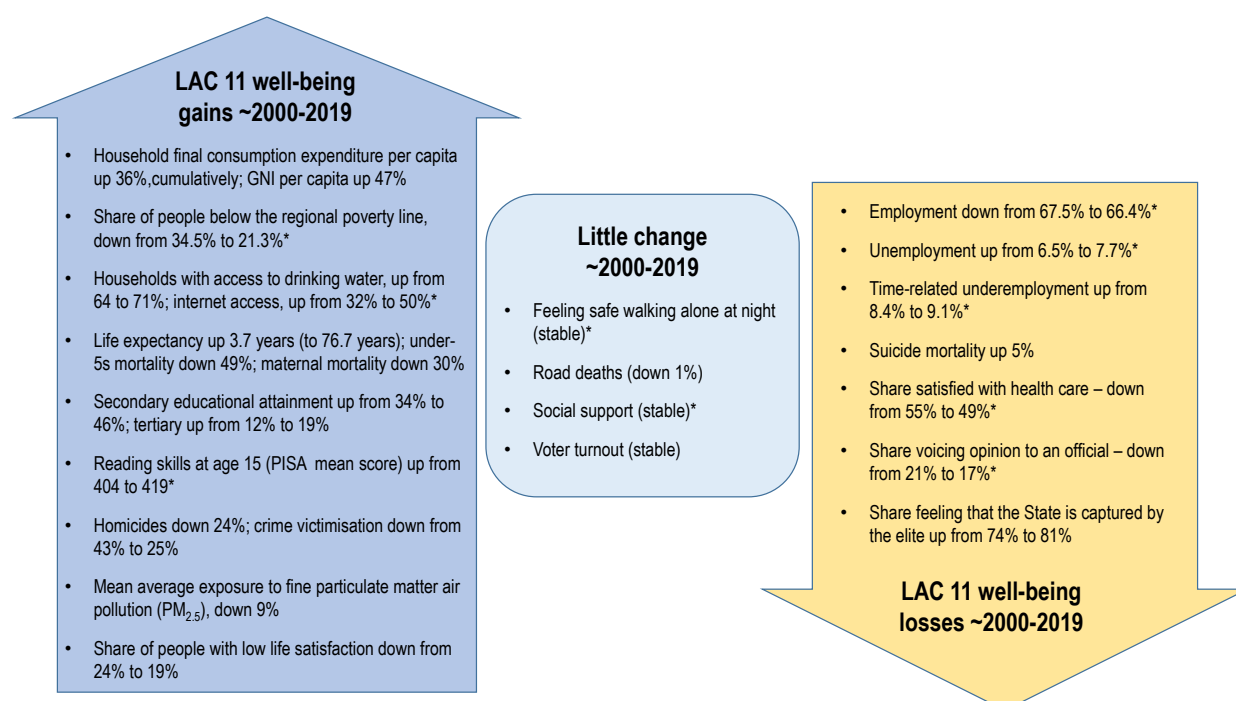 LAC 11 well-being
gains ~2000-2019
• Household final consumption expenditure per capita
up 36%,cumulatively; GNI per capita up 47%
• Share of people below the regional poverty line,
down from 34.5% to 21.3%*
• Households with access to drinking water, up from
64 to 71%; internet access, up from 32% to 50%*
• Life expectancy up 3.7 years (to 76.7 years); under-
5s mortality down 49%; maternal mortality down 30%
• Secondary educational attainment up from 34% to
46%; tertiary up from 12% to 19%
• Reading skills at age 15 (PISA mean score) up from
404 to 419*
• Homicides down 24%; crime victimisation down from
43% to 25%
• Mean average exposure to fine particulate matter air
pollution (PM2.5), down 9%
• Share of people with low life satisfaction down from
24% to 19%
Little change
~2000-2019
• Feeling safe walking alone at night
(stable)*
• Road deaths (down 1%)
• Social support (stable)*
• Voter turnout (stable)
• Employment down from 67.5% to 66.4%*
• Unemployment up from 6.5% to 7.7%*
• Time-related underemployment up from
8.4% to 9.1%*
• Suicide mortality up 5%
• Share satisfied with health care – down
from 55% to 49%*
• Share voicing opinion to an official – down
from 21% to 17%*
• Share feeling that the State is captured by
the elite up from 74% to 81%
LAC 11 well-being
losses ~2000-2019